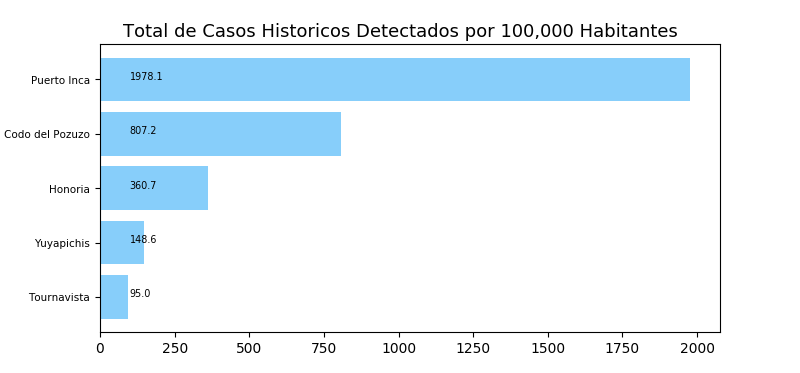 Total de Casos Historicos Detectados por 100,000 Habitantes
Puerto Inca 1978.1
Codo del Pozuzo 807.2
Honoria 360.7
Yuyapichis 148.6
Tournavista 95.0
0 250 500 750 1000 1250 1500 1750 2000